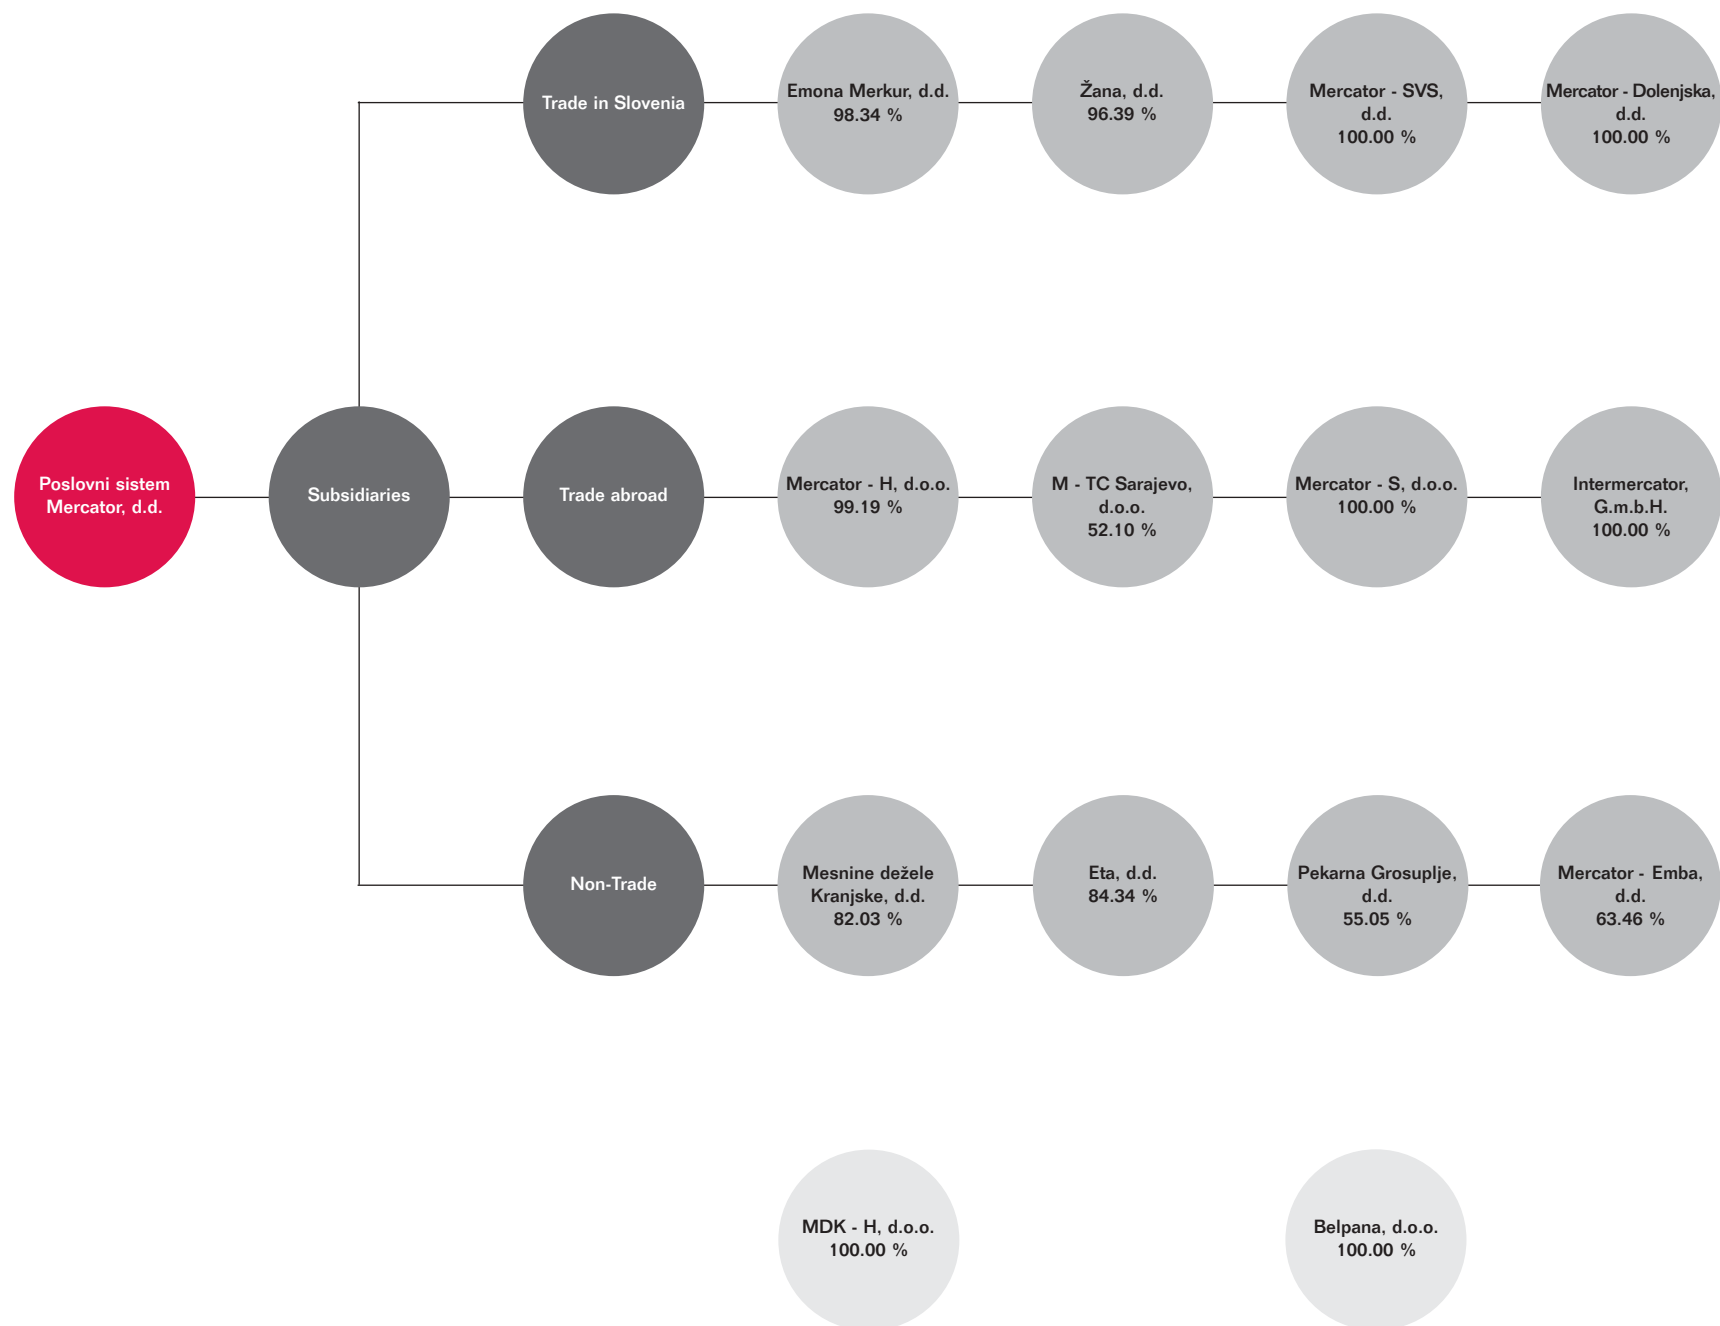 Trade in Slovenia
Emona Merkur, d.d.
98.34 %
Žana, d.d.
96.39 %
Mercator - SVS,
d.d.
100.00 %
Mercator - Dolenjska,
d.d.
100.00 %
Poslovni sistem
Mercator, d.d.
Subsidiaries
Trade abroad
Mercator - H, d.o.o.
99.19 %
M - TC Sarajevo,
d.o.o.
52.10 %
Mercator - S, d.o.o.
100.00 %
Intermercator,
G.m.b.H.
100.00 %
Non-Trade
Mesnine dežele
Kranjske, d.d.
82.03 %
Eta, d.d.
84.34 %
Pekarna Grosuplje,
d.d.
55.05 %
Mercator - Emba,
d.d.
63.46 %
MDK - H, d.o.o.
100.00 %
Belpana, d.o.o.
100.00 %